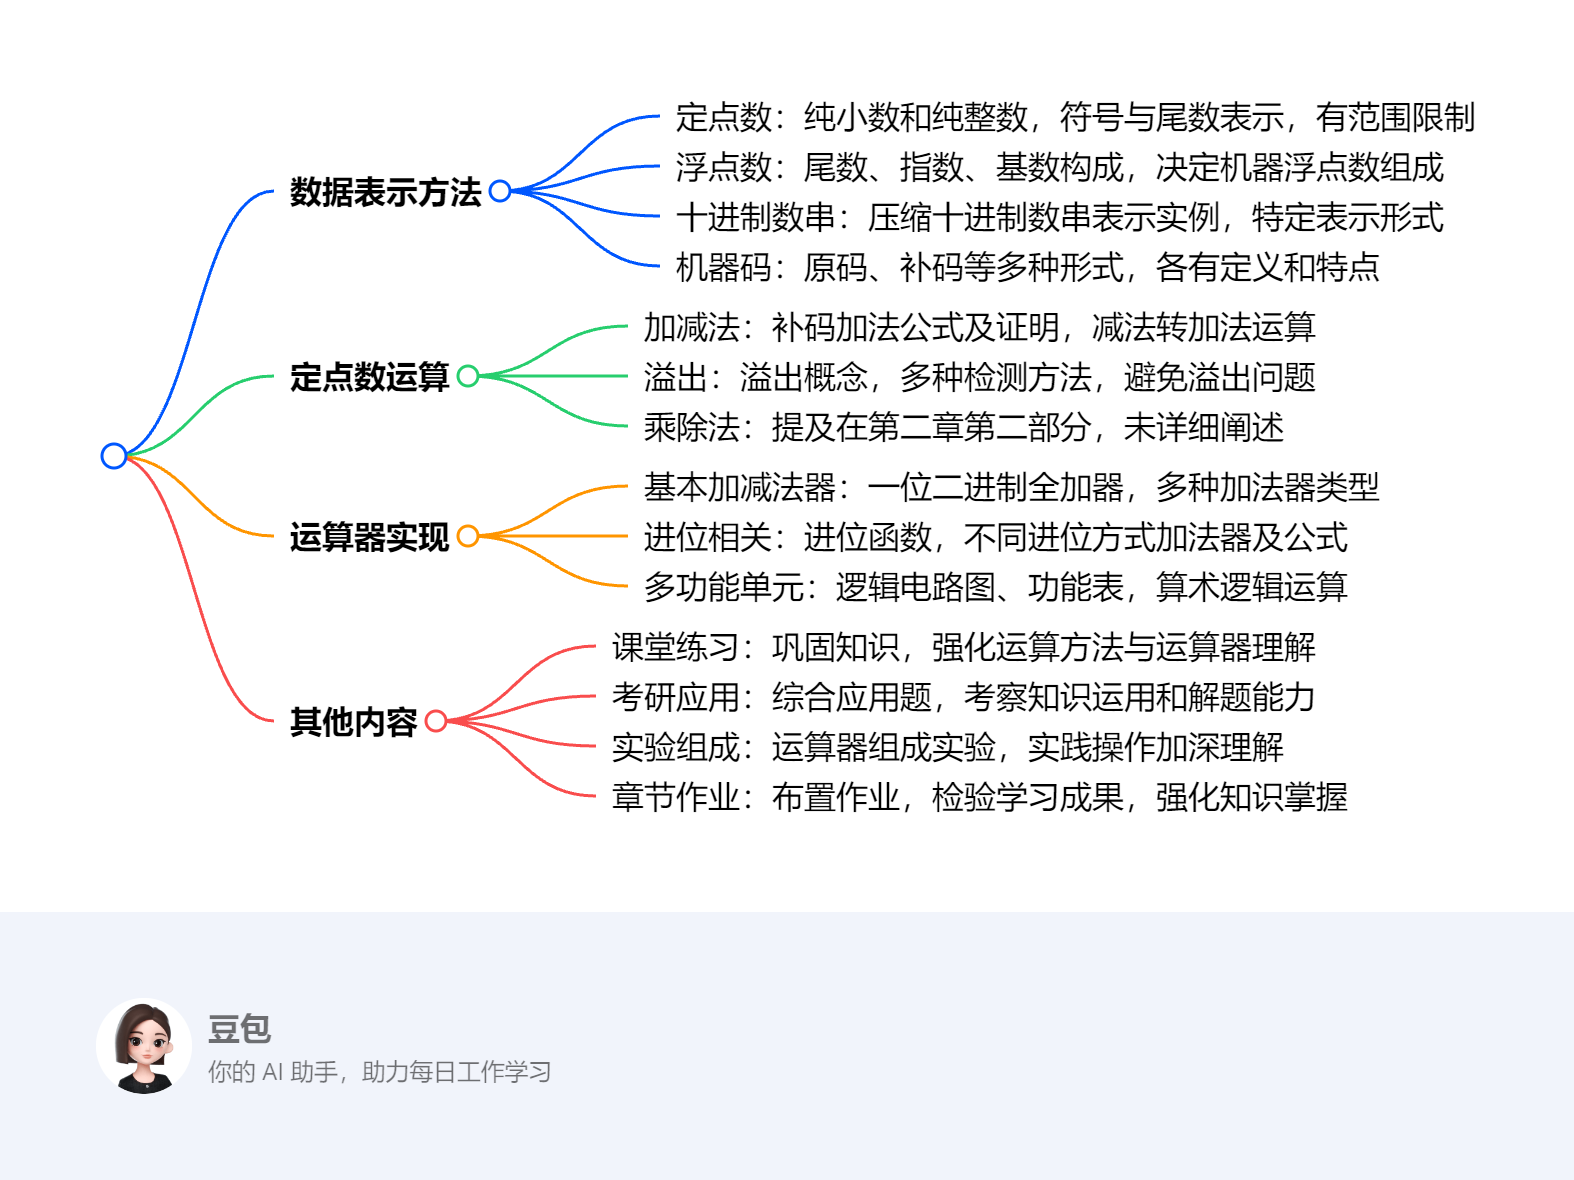 数据表示方法
定点数：纯小数和纯整数，符号与尾数表示，有范围限制
浮点数：尾数、指数、基数构成，决定机器浮点数组成
十进制数串：压缩十进制数串表示实例，特定表示形式
机器码：原码、补码等多种形式，各有定义和特点
定点数运算
加减法：补码加法公式及证明，减法转加法运算
溢出：溢出概念，多种检测方法，避免溢出问题
乘除法：提及在第二章第二部分，未详细阐述
运算器实现
基本加减法器：一位二进制全加器，多种加法器类型
进位相关：进位函数，不同进位方式加法器及公式
多功能单元：逻辑电路图、功能表，算术逻辑运算
其他内容
课堂练习：巩固知识，强化运算方法与运算器理解
考研应用：综合应用题，考察知识运用和解题能力
实验组成：运算器组成实验，实践操作加深理解
章节作业：布置作业，检验学习成果，强化知识掌握
豆包
你的 AI 助手，助力每日工作学习